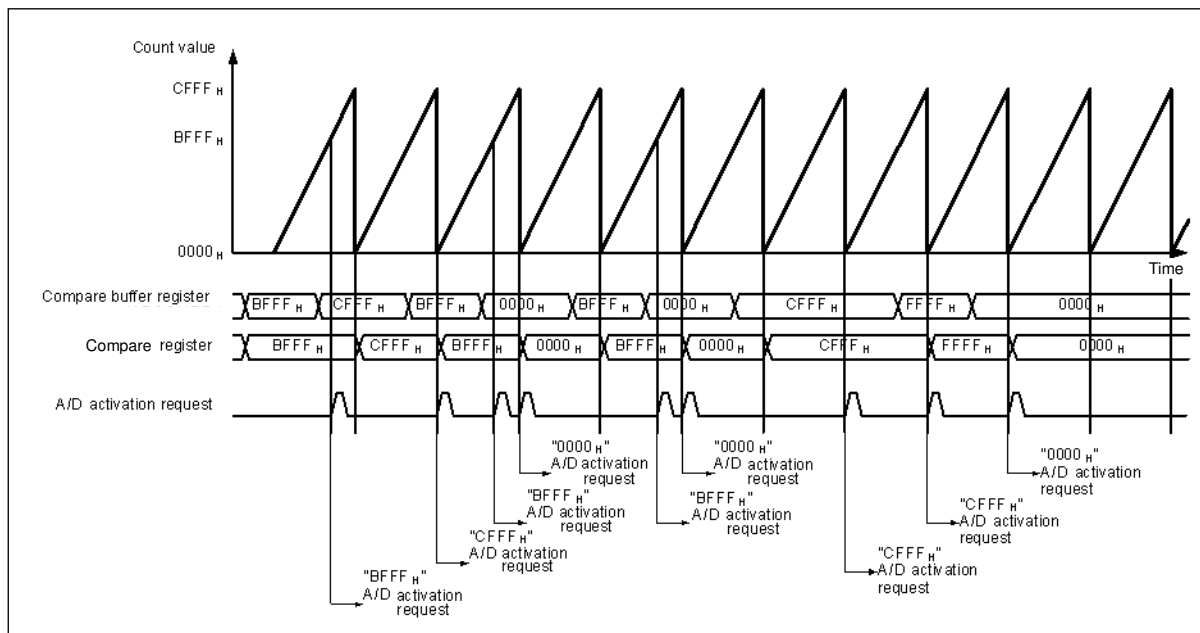 Count value
CFFF H
BFFF H
0000 H
Time
Compare buffer register
BFFF H CFFF H BFFF H 0000 H BFFF H 0000 H CFFF H FFFF H 0000 H
Compare register
BFFF H CFFF H BFFF H 0000 H BFFF H 0000 H CFFF H FFFF H 0000 H
A/D activation request
"0000 H"
A/D activation
request
"0000 H"
A/D activation
request
"0000 H"
A/D activation
request
"BFFF H"
A/D activation
request
"BFFF H"
A/D activation
request
"CFFF H"
A/D activation
request
"CFFF H"
A/D activation
request
"CFFF H"
A/D activation
request
"BFFF H"
A/D activation
request